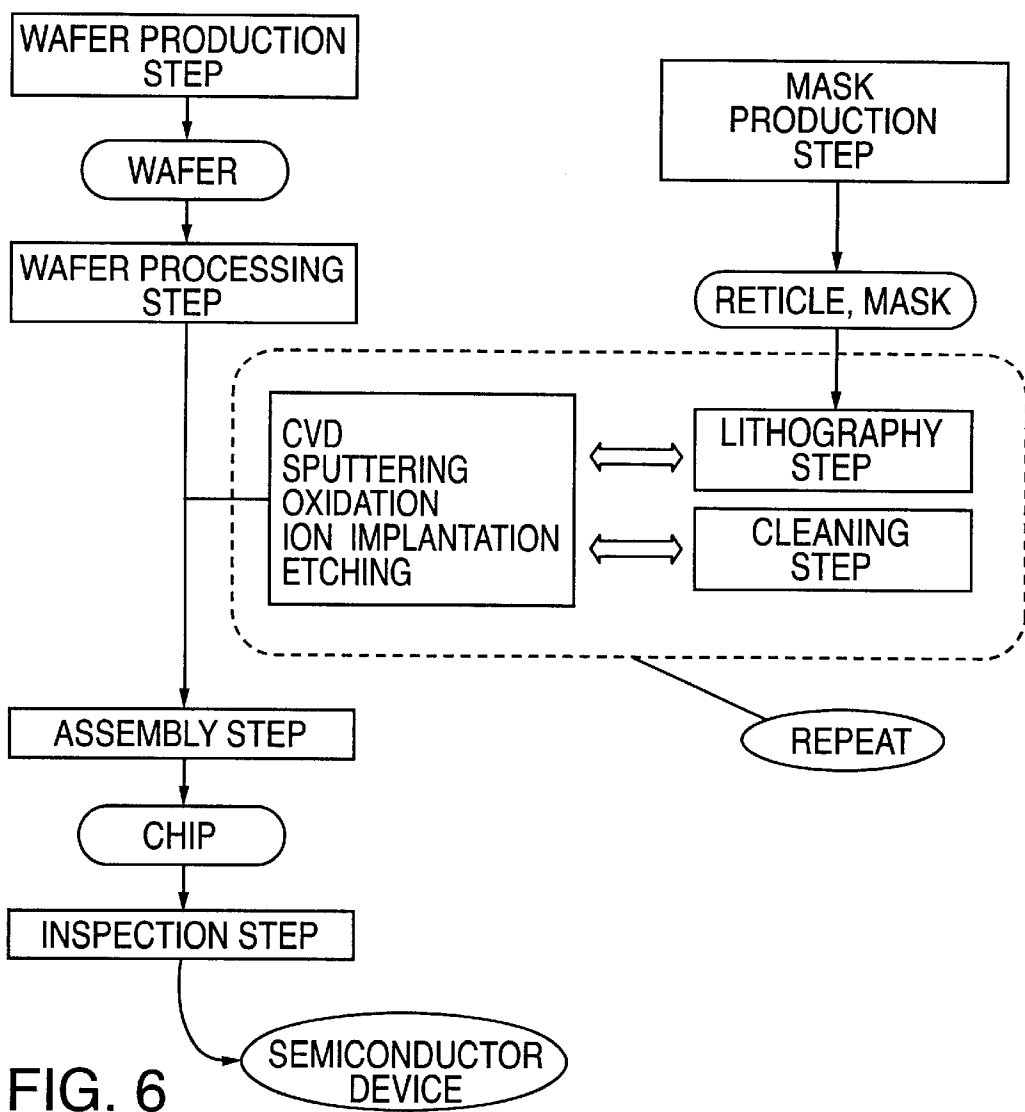 WAFER PRODUCTION
STEP
WAFER
WAFER PROCESSING
STEP
MASK
PRODUCTION
STEP
RETICLE, MASK
CVD
SPUTTERING
OXIDATION
ION IMPLANTATION
ETCHING
LITHOGRAPHY
STEP
CLEANING
STEP
REPEAT
ASSEMBLY STEP
CHIP
INSPECTION STEP
SEMICONDUCTOR
DEVICE
FIG. 6